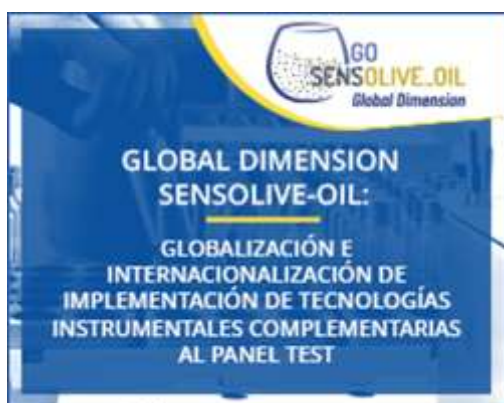 GO
SENSOLIVE_OIL
Global Dimension
GLOBAL DIMENSION
SENSOLIVE-OIL:
GLOBALIZACIÓN E
INTERNACIONALIZACIÓN DE
IMPLEMENTACIÓN DE TECNOLOGÍAS
INSTRUMENTALES COMPLEMENTARIAS
AL PANEL TEST